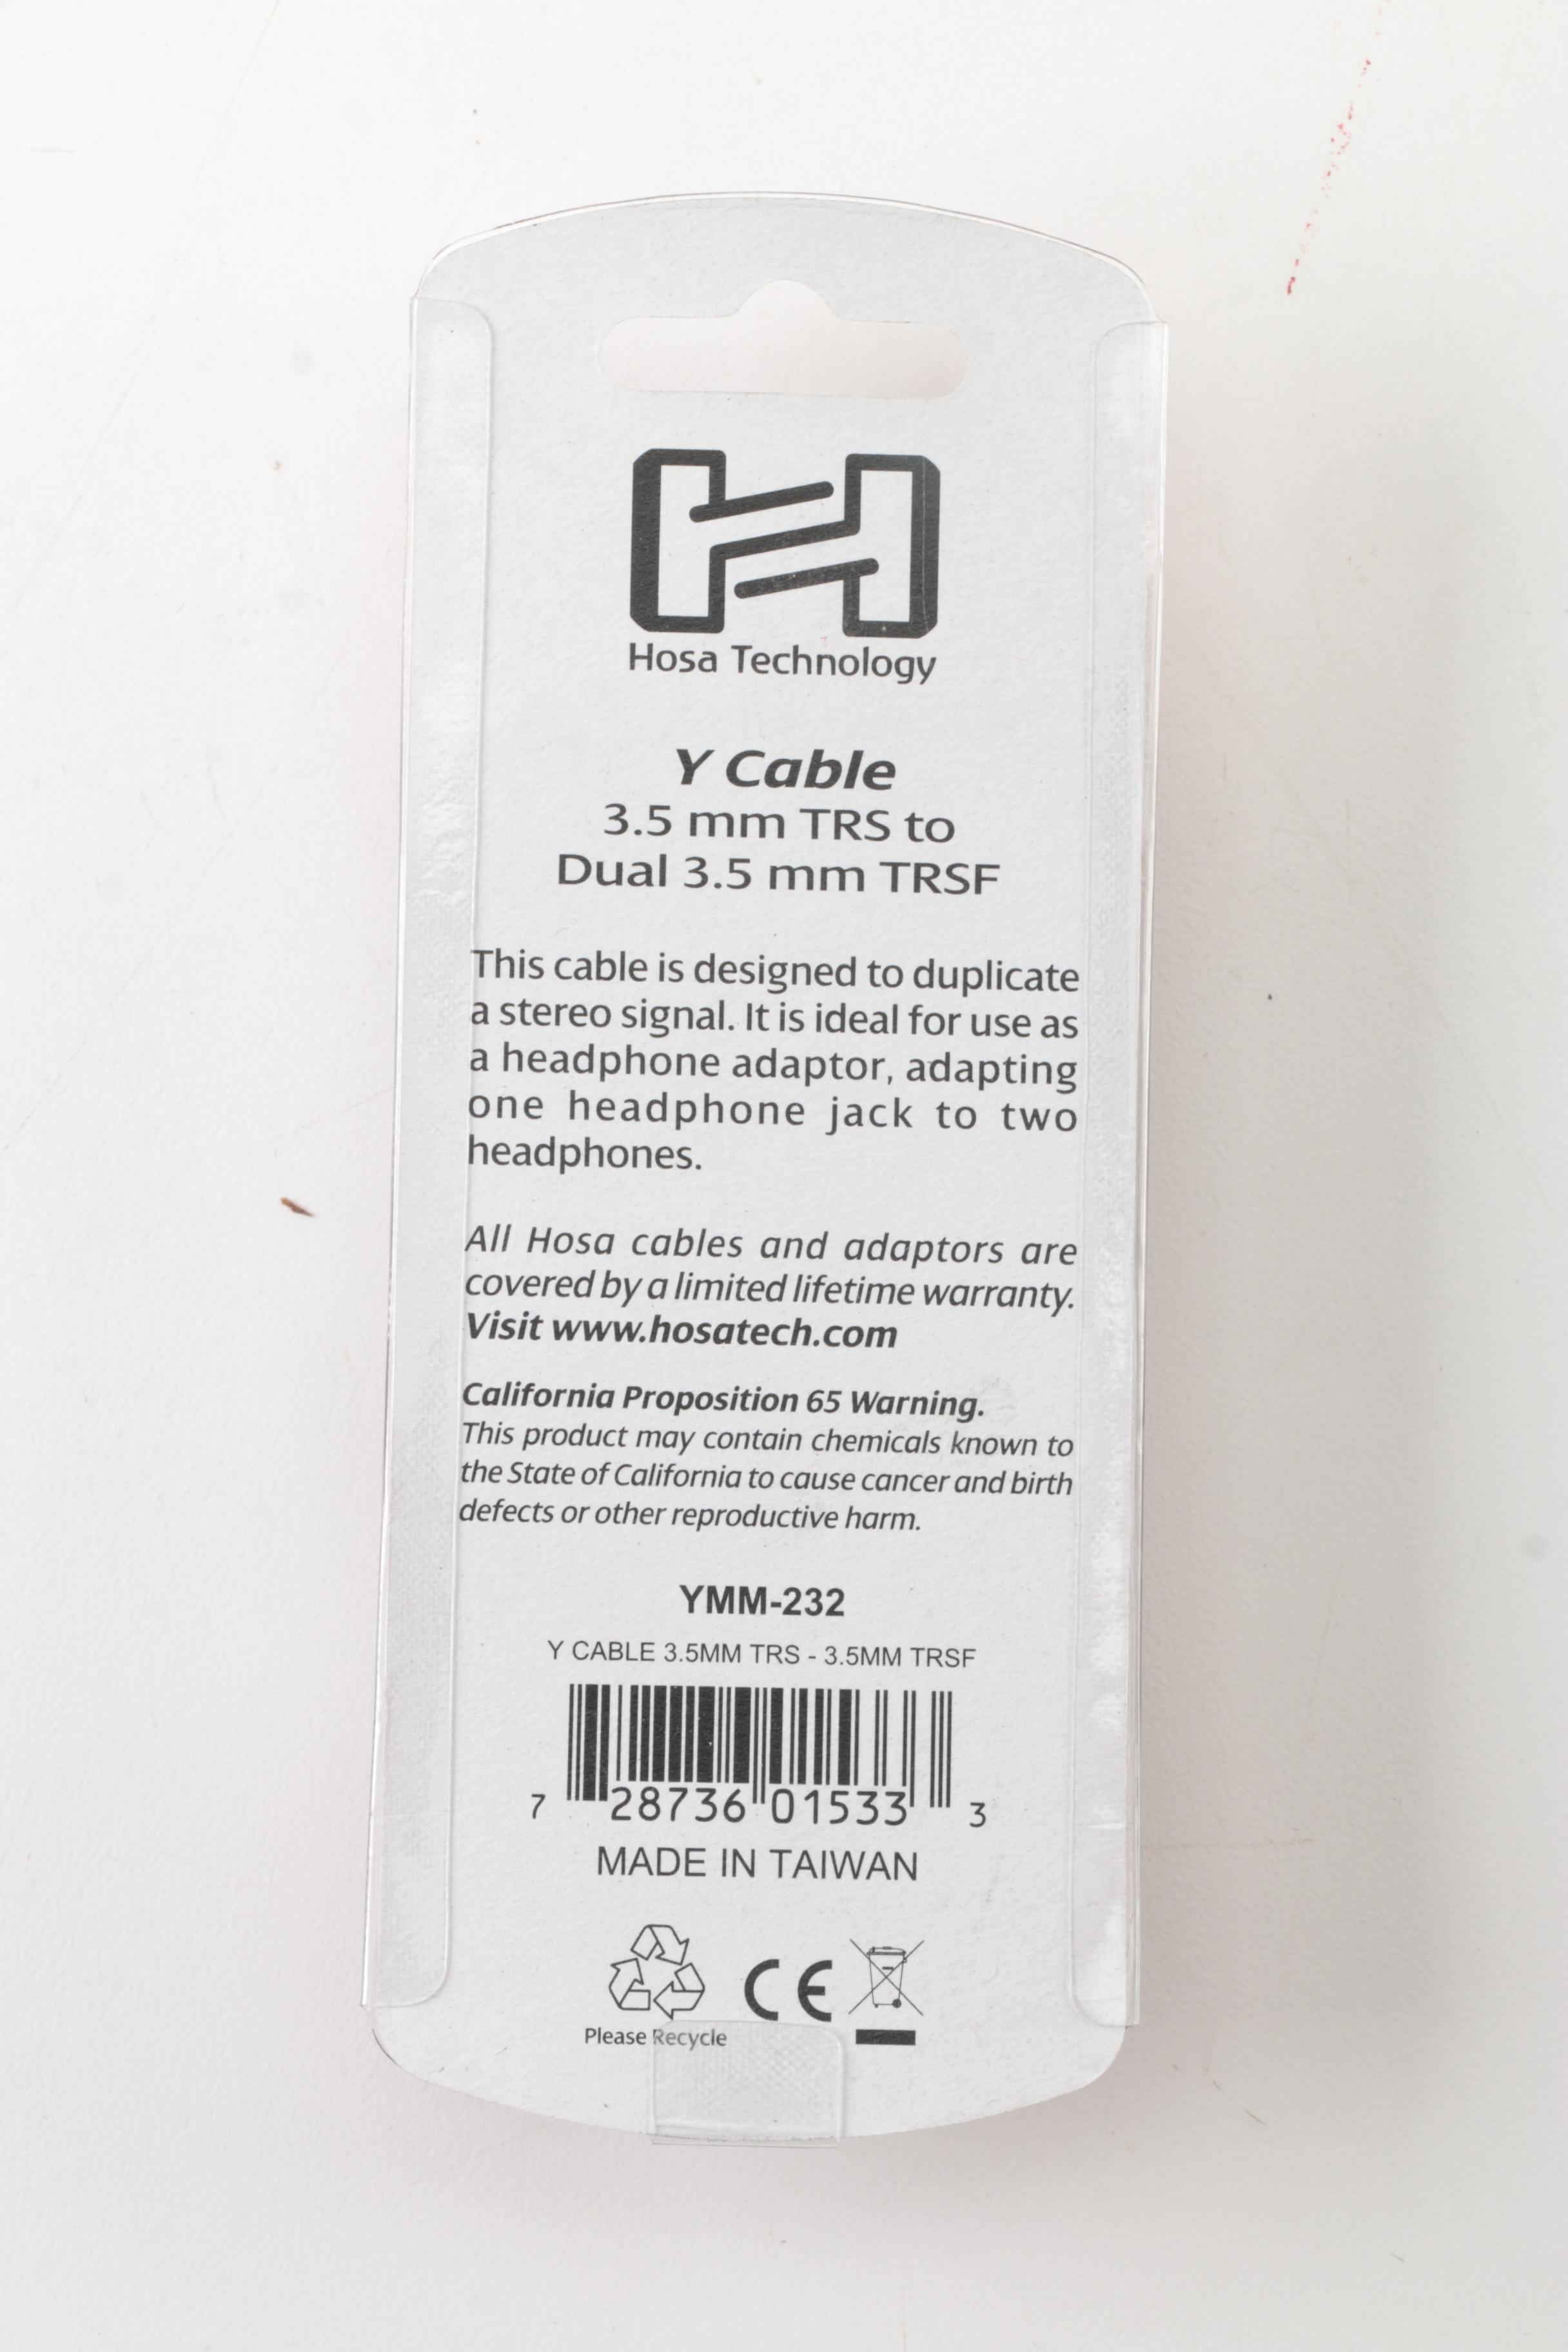 Hosa Technology
Y Cable
3.5 mm TRS to
Dual 3.5 mm TRSF
This cable is designed to duplicate
a stereo signal. It is ideal for use as
a headphone adaptor, adapting
one headphone jack to two
headphones.
All Hosa cables and adaptors are
covered by a limited lifetime warranty.
Visit www.hosatech.com
California Proposition 65 Warning.
This product may contain chemicals known to
the State of California to cause cancer and birth
defects or other reproductive harm.
YMM-232
Y CABLE 3.5MM TRS - 3.5MM TRSF
7 28736 01533 3
MADE IN TAIWAN
CE
Please Recycle